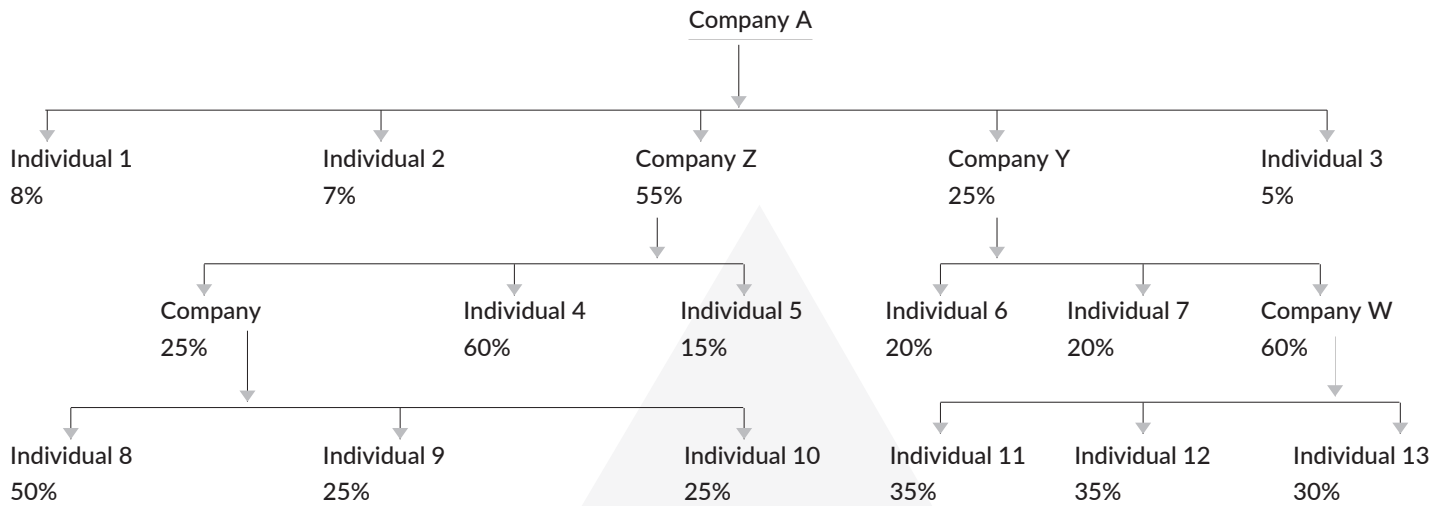 Company A
Individual 1 Individual 2 Company Z Company Y Individual 3
8% 7% 55% 25% 5%
Company Individual 4 Individual 5 Individual 6 Individual 7 Company W
25% 60% 15% 20% 20% 60%
Individual 8 Individual 9 Individual 10 Individual 11 Individual 12 Individual 13
50% 25% 25% 35% 35% 30%